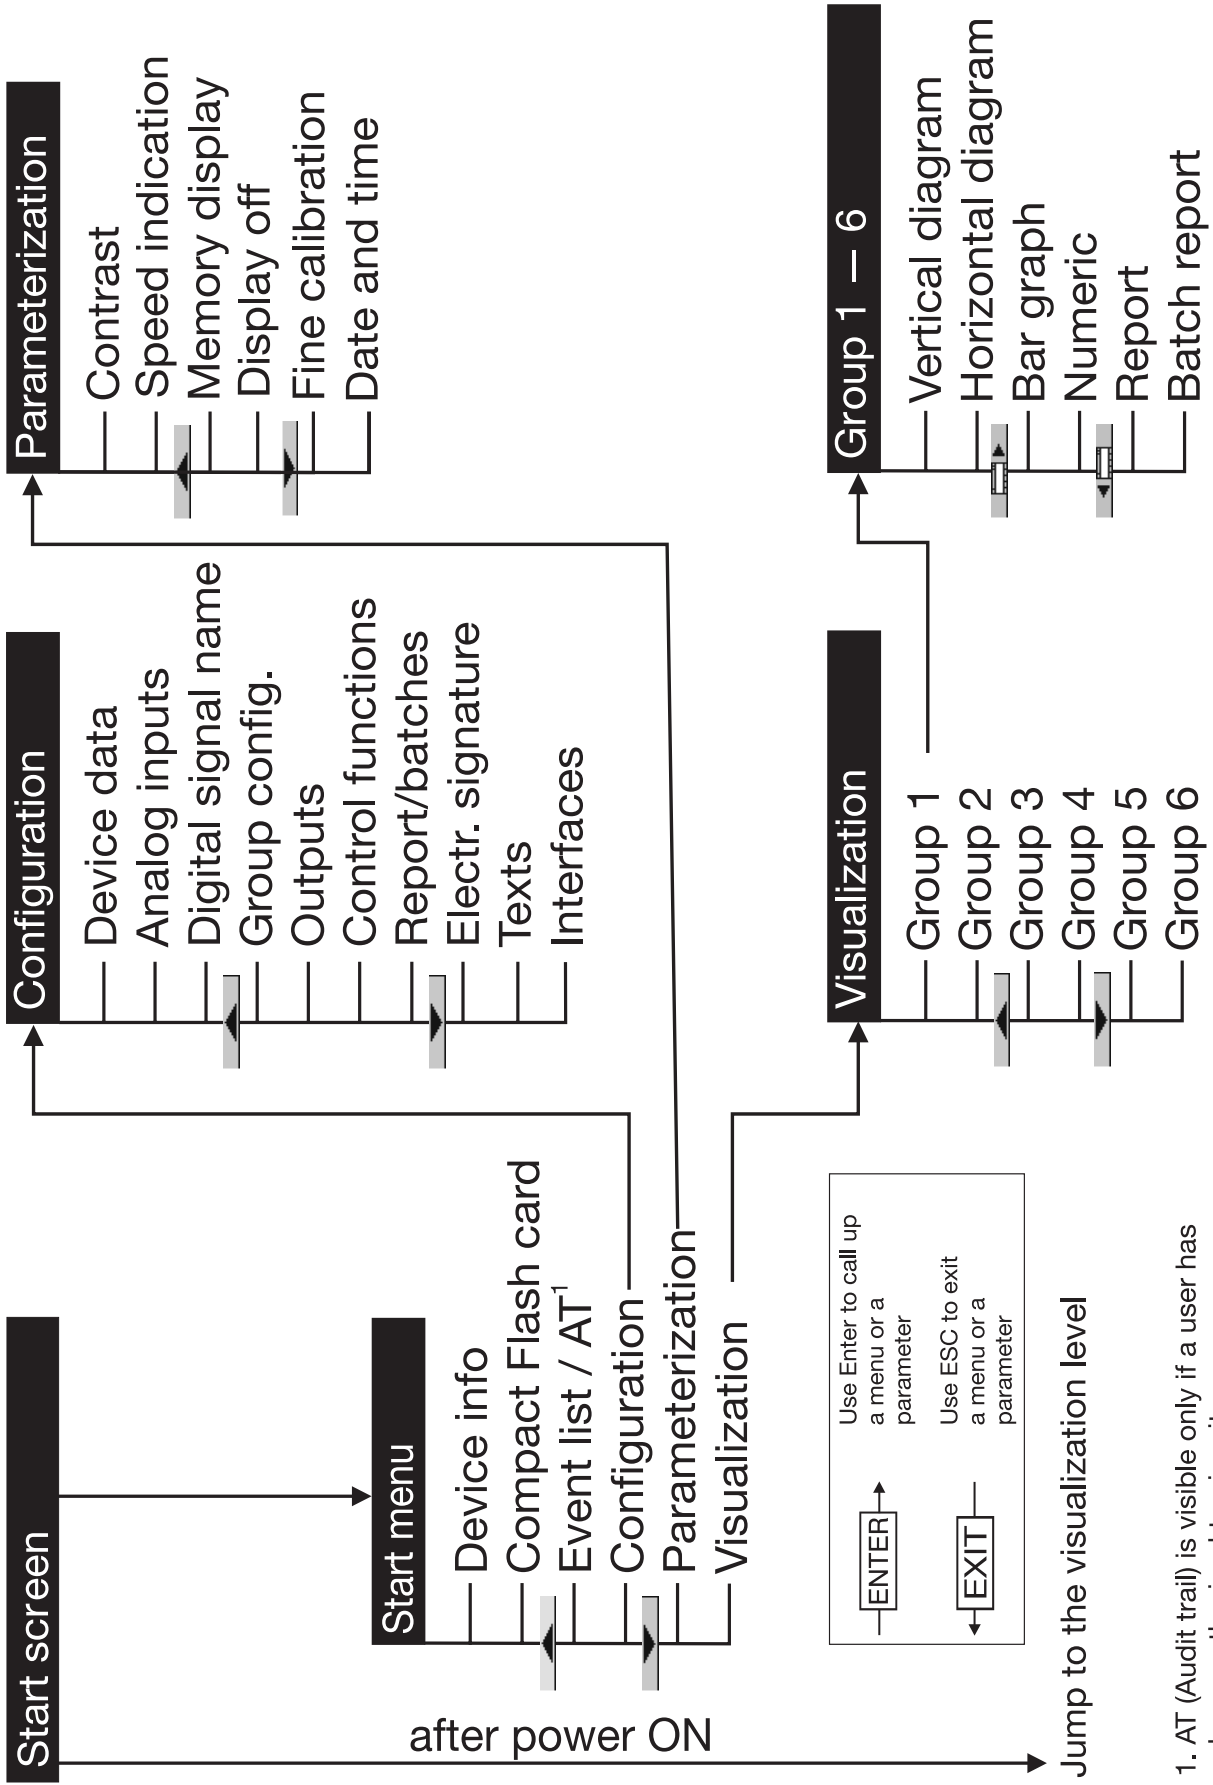 Start screen
after power ON
Jump to the visualization level
Start menu
Device info
Compact Flash card
Event list / AT1
Configuration
Parameterization
Visualization
ENTER
Use Enter to call up
a menu or a
parameter
EXIT
Use ESC to exit
a menu or a
parameter
1. AT (Audit trail) is visible only if a user has
Configuration
Device data
Analog inputs
Digital signal name
Group config.
Outputs
Control functions
Report/batches
Electr. signature
Texts
Interfaces
Parameterization
Contrast
Speed indication
Memory display
Display off
Fine calibration
Date and time
Visualization
Group 1
Group 2
Group 3
Group 4
Group 5
Group 6
Group 1 – 6
Vertical diagram
Horizontal diagram
Bar graph
Numeric
Report
Batch report